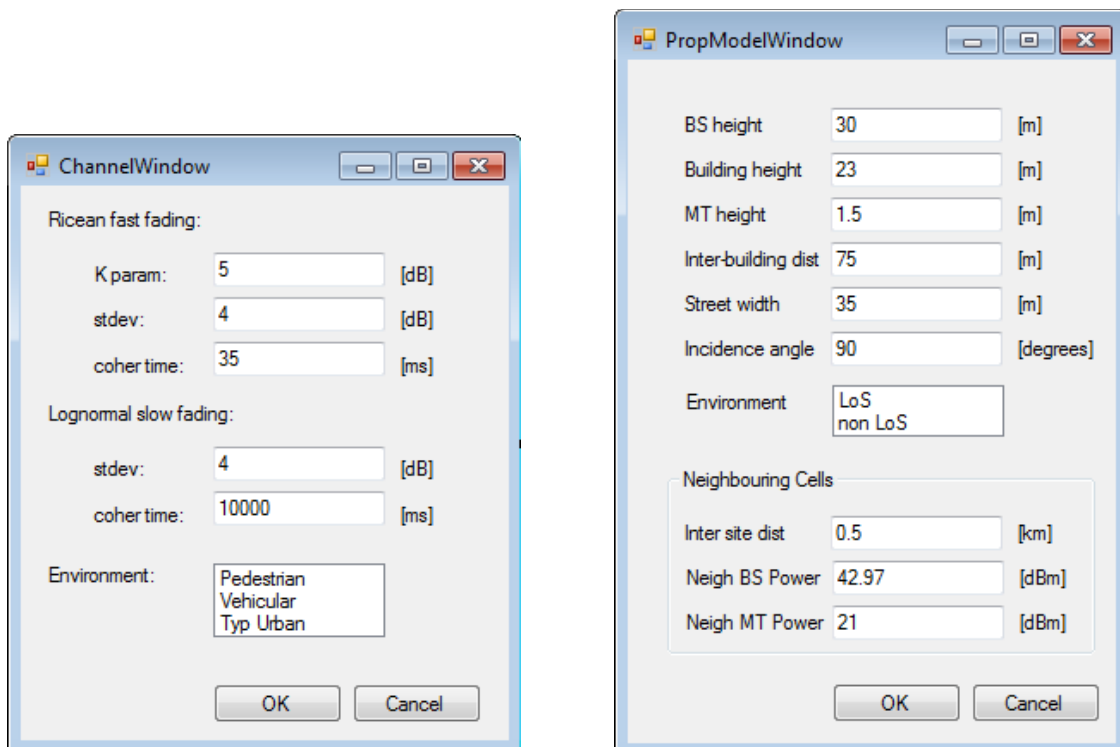 ChannelWindow
Ricean fast fading:
K param: 5 [dB]
stdev: 4 [dB]
coher time: 35 [ms]
Lognormal slow fading:
stdev: 4 [dB]
coher time: 10000 [ms]
Environment: Pedestrian
Vehicular
Typ Urban
OK Cancel
PropModelWindow
BS height 30 [m]
Building height 23 [m]
MT height 1.5 [m]
Inter-building dist 75 [m]
Street width 35 [m]
Incidence angle 90 [degrees]
Environment LoS
non LoS
Neighbouring Cells
Inter site dist 0.5 [km]
Neigh BS Power 42.97 [dBm]
Neigh MT Power 21 [dBm]
OK Cancel